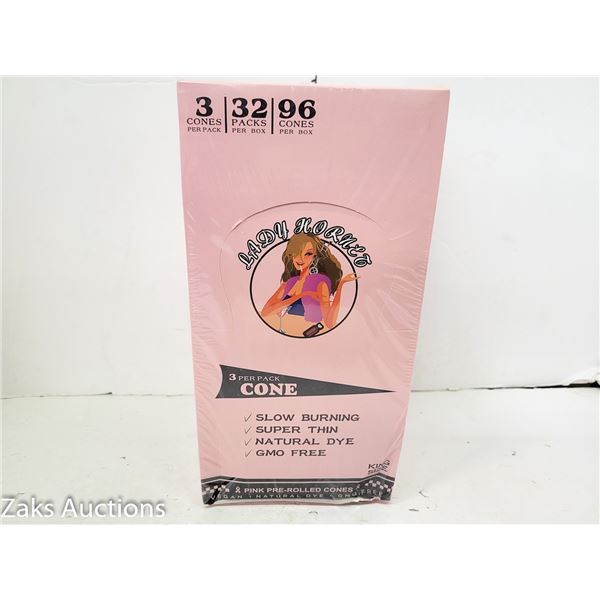 3 | 32 | 96
CONES PACKS CONES
PER PACK PER BOX PER BOX
LADY HORNET
3 PER PACK
CONE
✓ SLOW BURNING
✓ SUPER THIN
✓ NATURAL DYE
✓ GMO FREE
KING
SIZE
PINK PRE-ROLLED CONES
NATURAL DYE
Zaks Auctions